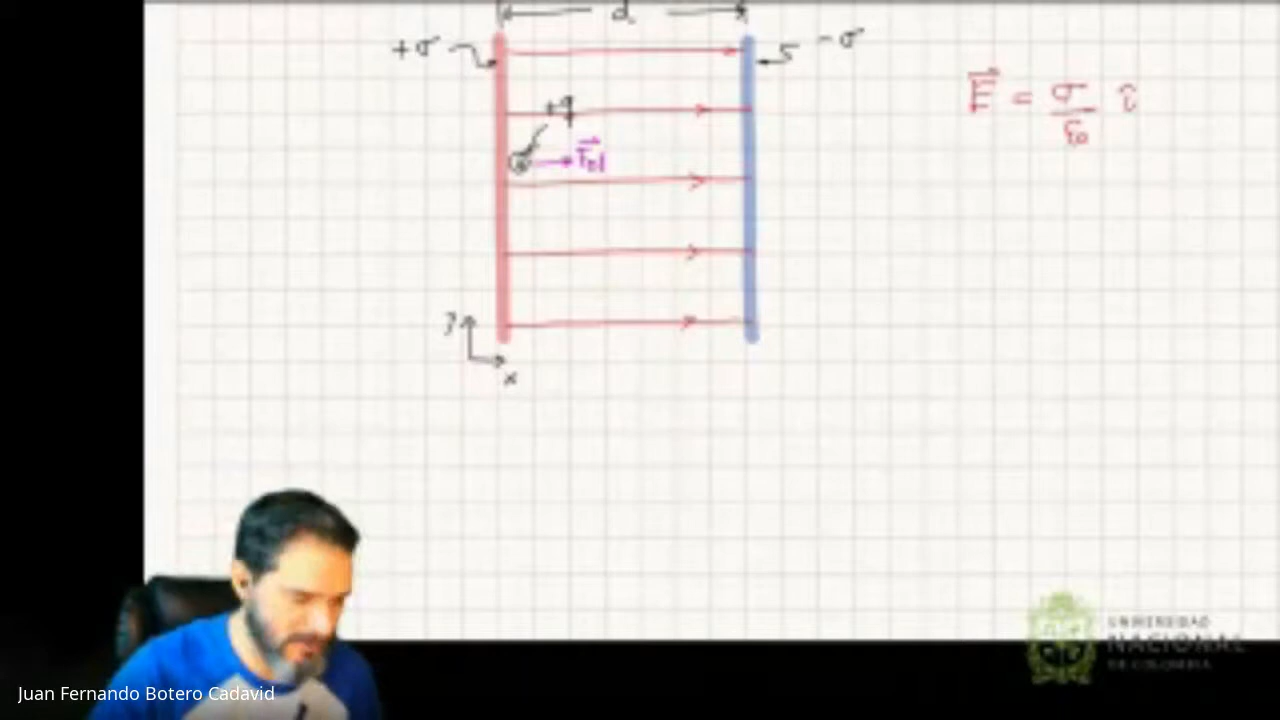 d
+σ
-σ
+q
F⃗el
E⃗ = σ/ε₀ î
y
x
UNIVERSIDAD
NACIONAL
DE COLOMBIA
Juan Fernando Botero Cadavid